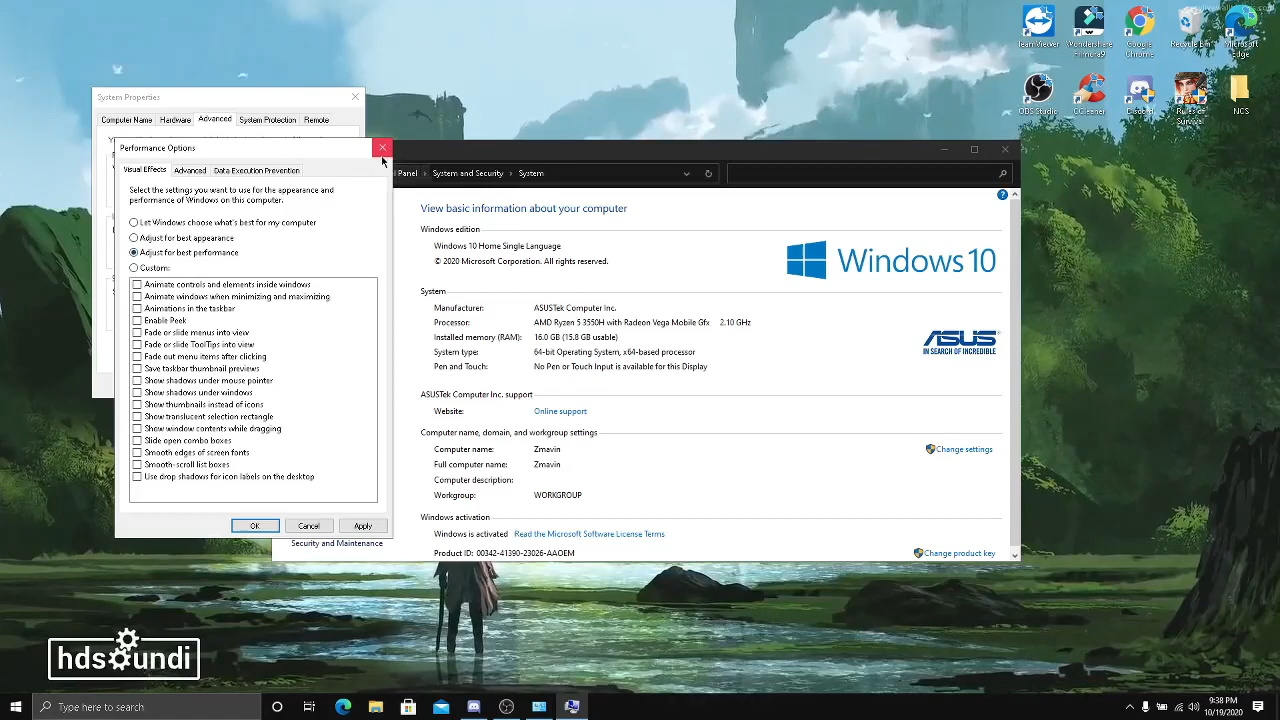 TeamViewer
Wondershare Filmora9
Google Chrome
Recycle Bin
Microsoft Edge
OBS Studio
CCleaner
Discord
Rules of Survival
NCS
System Properties
Computer Name
Hardware
Advanced
System Protection
Remote
Performance Options
Visual Effects
Advanced
Data Execution Prevention
Select the settings you want to use for the appearance and
performance of Windows on this computer.
Let Windows choose what's best for my computer
Adjust for best appearance
Adjust for best performance
Custom:
Animate controls and elements inside windows
Animate windows when minimizing and maximizing
Animations in the taskbar
Enable Peek
Fade or slide menus into view
Fade or slide ToolTips into view
Fade out menu items after clicking
Save taskbar thumbnail previews
Show shadows under mouse pointer
Show shadows under windows
Show thumbnails instead of icons
Show translucent selection rectangle
Show window contents while dragging
Slide open combo boxes
Smooth edges of screen fonts
Smooth-scroll list boxes
Use drop shadows for icon labels on the desktop
OK
Cancel
Apply
Panel › System and Security › System
View basic information about your computer
Windows edition
Windows 10 Home Single Language
© 2020 Microsoft Corporation. All rights reserved.
Windows 10
System
Manufacturer: ASUSTek Computer Inc.
Processor: AMD Ryzen 5 3550H with Radeon Vega Mobile Gfx 2.10 GHz
Installed memory (RAM): 16.0 GB (15.8 GB usable)
System type: 64-bit Operating System, x64-based processor
Pen and Touch: No Pen or Touch Input is available for this Display
ASUS
IN SEARCH OF INCREDIBLE
ASUSTek Computer Inc. support
Website: Online support
Computer name, domain, and workgroup settings
Computer name: Zmavin
Change settings
Full computer name: Zmavin
Computer description:
Workgroup: WORKGROUP
Windows activation
Windows is activated Read the Microsoft Software License Terms
Product ID: 00342-41390-23026-AAOEM
Change product key
Security and Maintenance
hdsoundi
Type here to search
9:38 PM
10/19/2020